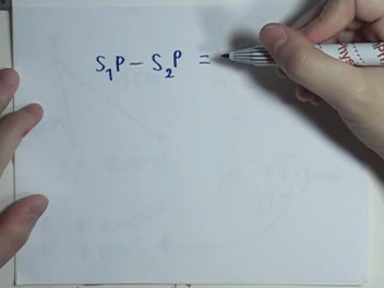 S₁P − S₂P =